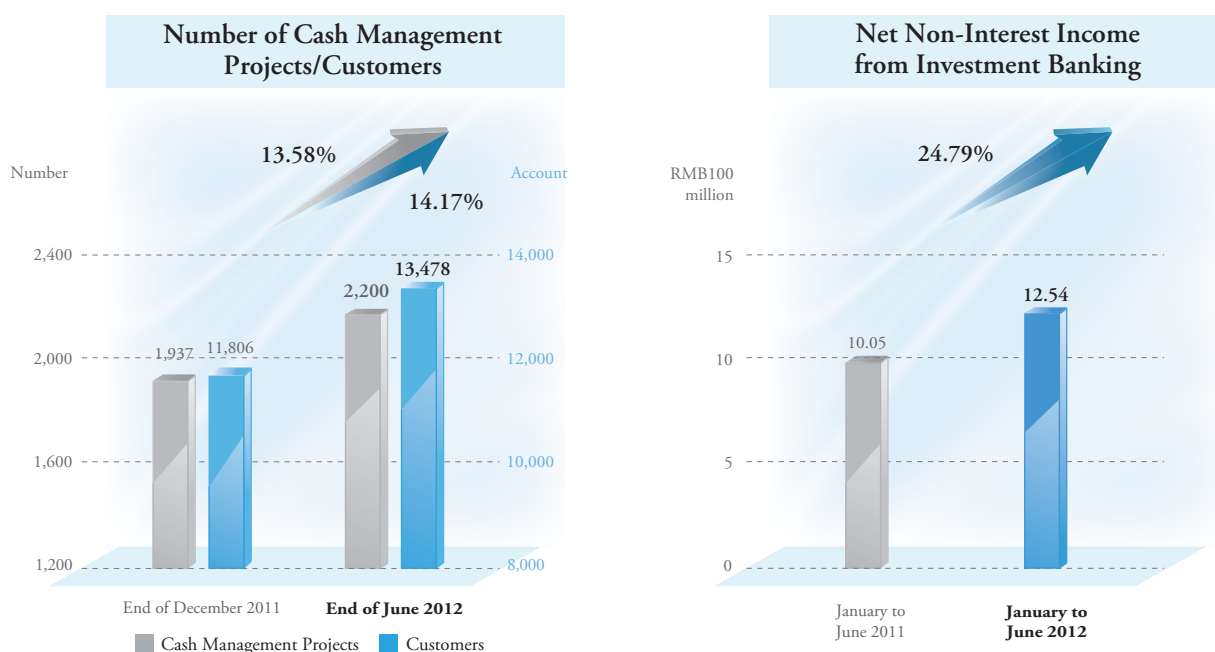 Number of Cash Management
Projects/Customers
13.58%
14.17%
Number
Account
2,400
14,000
13,478
2,200
2,000
1,937
11,806
12,000
1,600
10,000
1,200
8,000
End of December 2011
End of June 2012
Cash Management Projects
Customers
Net Non-Interest Income
from Investment Banking
24.79%
RMB100
million
15
12.54
10.05
10
5
0
January to
June 2011
January to
June 2012